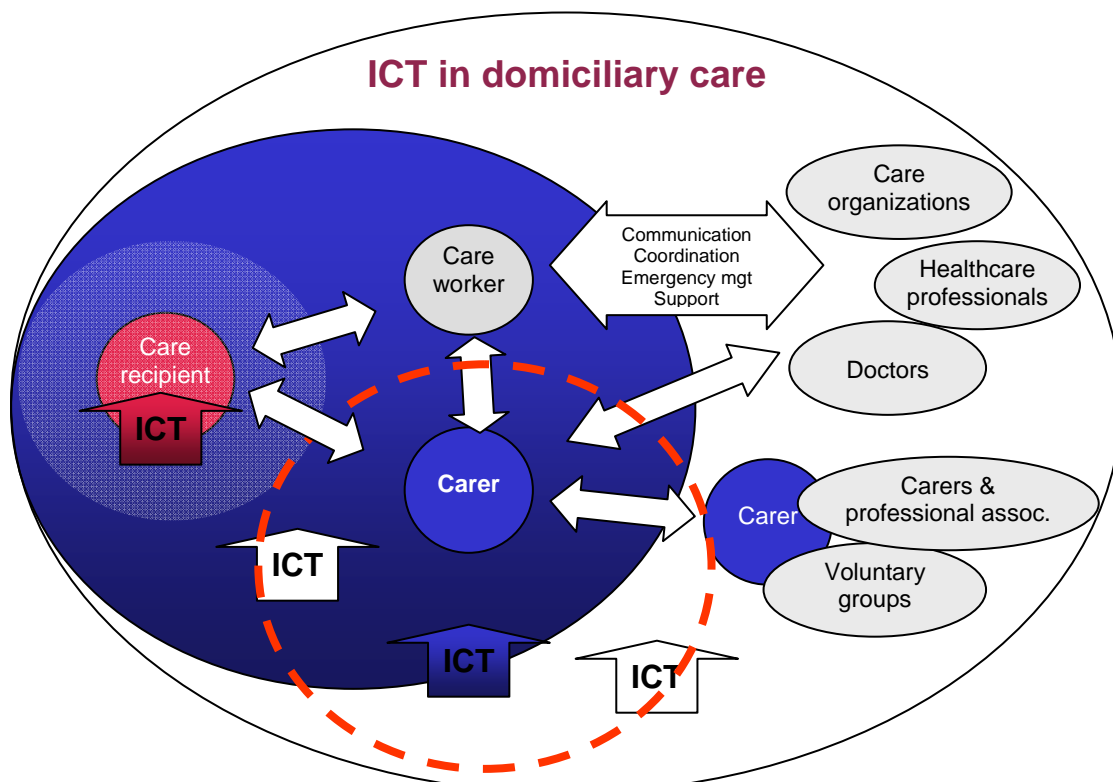 ICT in domiciliary care
Care
organizations
Communication
Coordination
Emergency mgt
Support
Care
worker
Healthcare
professionals
Care
recipient
Doctors
ICT
Carer
Carers &
professional assoc.
Carer
ICT
Voluntary
groups
ICT
ICT